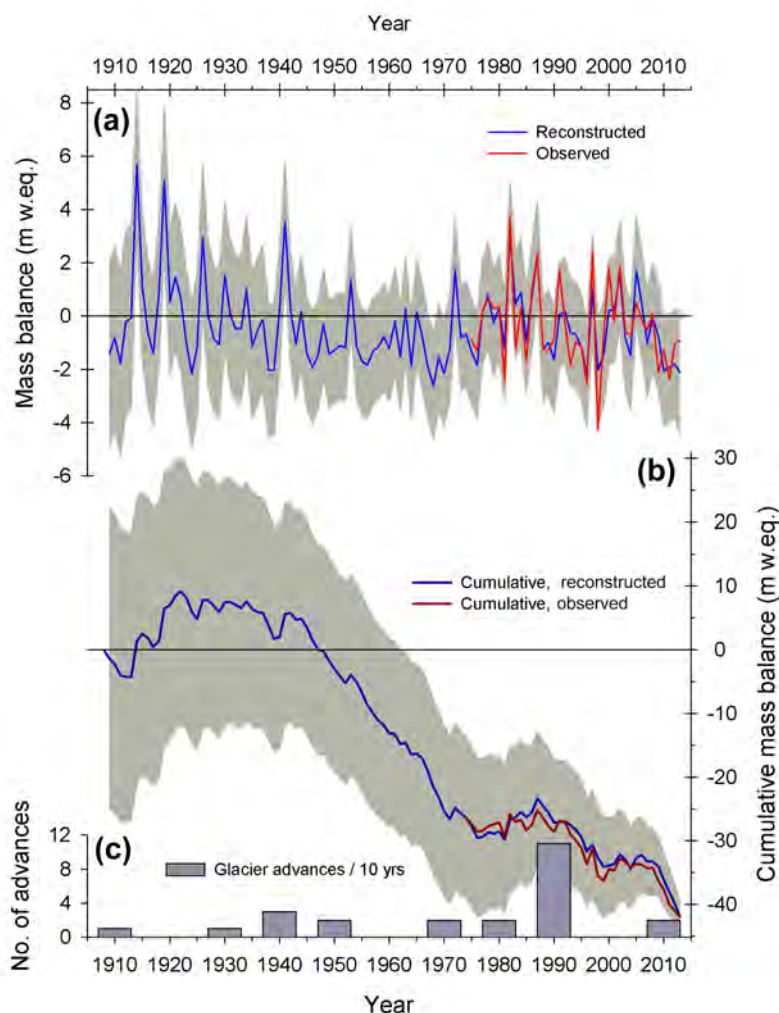 Year
1910 1920 1930 1940 1950 1960 1970 1980 1990 2000 2010
(a)
Reconstructed
Observed
Mass balance (m w.eq.)
8
6
4
2
0
-2
-4
-6
(b)
Cumulative, reconstructed
Cumulative, observed
Cumulative mass balance (m w.eq.)
30
20
10
0
-10
-20
-30
-40
(c)
Glacier advances / 10 yrs
No. of advances
12
8
4
0
1910 1920 1930 1940 1950 1960 1970 1980 1990 2000 2010
Year